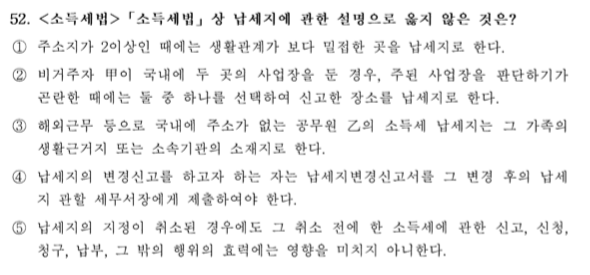 52. <소득세법>「소득세법」상 납세지에 관한 설명으로 옳지 않은 것은?
① 주소지가 2이상인 때에는 생활관계가 보다 밀접한 곳을 납세지로 한다.
② 비거주자 甲이 국내에 두 곳의 사업장을 둔 경우, 주된 사업장을 판단하기가
곤란한 때에는 둘 중 하나를 선택하여 신고한 장소를 납세지로 한다.
③ 해외근무 등으로 국내에 주소가 없는 공무원 乙의 소득세 납세지는 그 가족의
생활근거지 또는 소속기관의 소재지로 한다.
④ 납세지의 변경신고를 하고자 하는 자는 납세지변경신고서를 그 변경 후의 납세
지 관할 세무서장에게 제출하여야 한다.
⑤ 납세지의 지정이 취소된 경우에도 그 취소 전에 한 소득세에 관한 신고, 신청,
청구, 납부, 그 밖의 행위의 효력에는 영향을 미치지 아니한다.